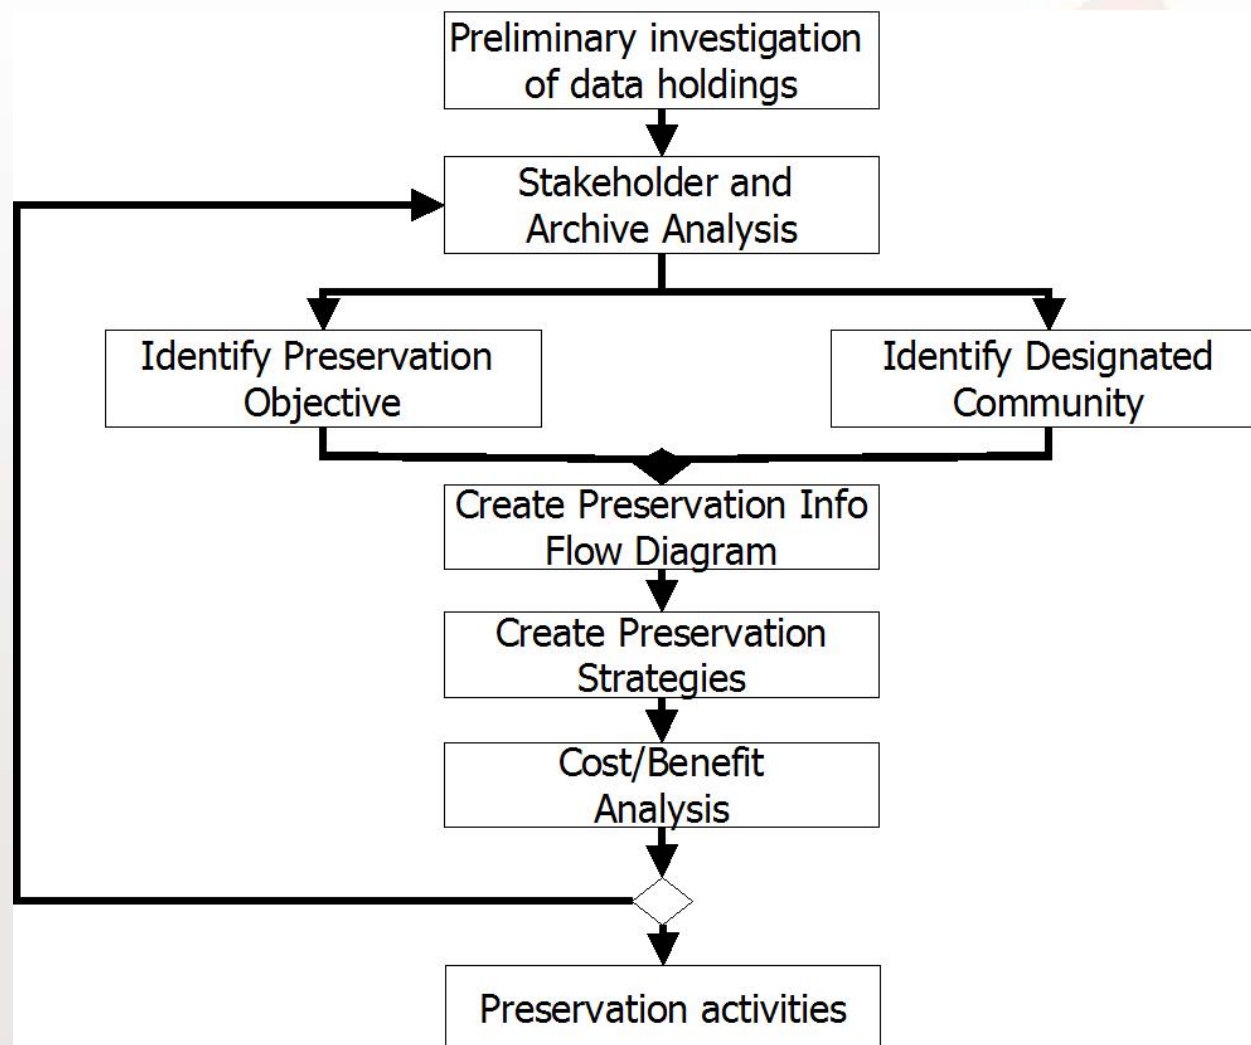 Preliminary investigation
of data holdings
Stakeholder and
Archive Analysis
Identify Preservation
Objective
Identify Designated
Community
Create Preservation Info
Flow Diagram
Create Preservation
Strategies
Cost/Benefit
Analysis
Preservation activities